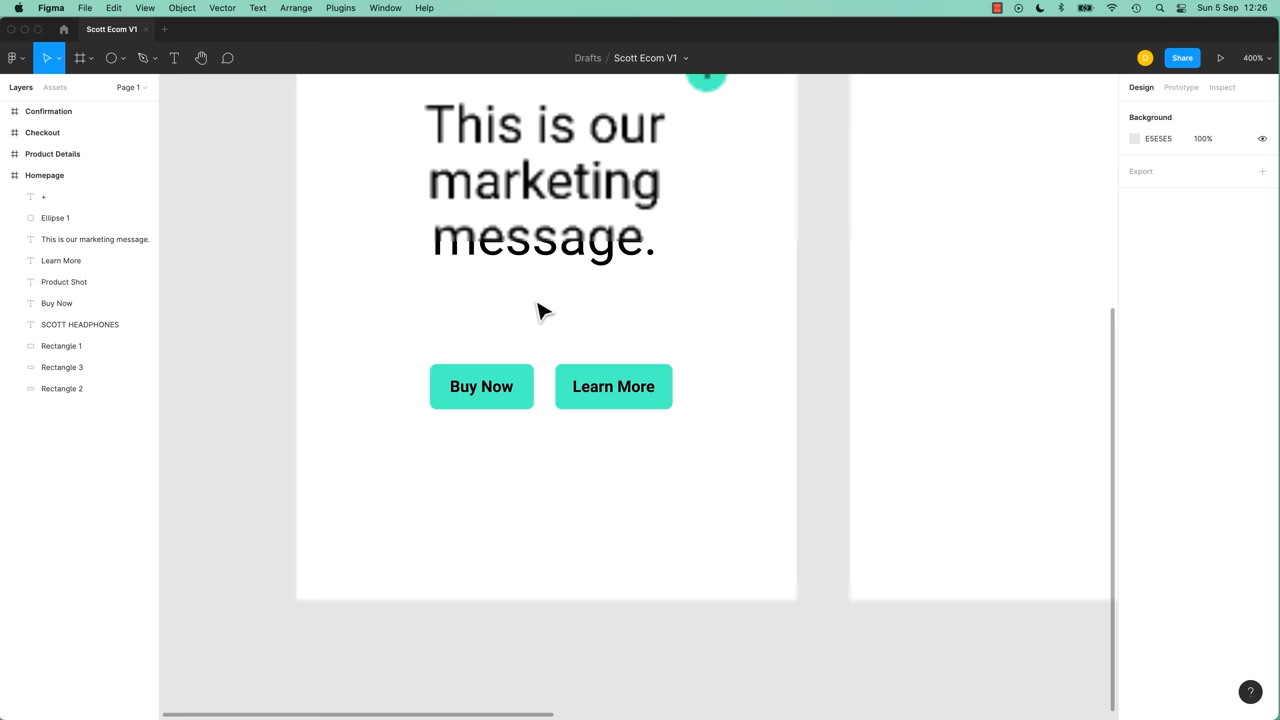 Figma File Edit View Object Vector Text Arrange Plugins Window Help Sun 5 Sep 12:26
Scott Ecom V1
Drafts / Scott Ecom V1 D Share 400%
Layers Assets Page 1
Confirmation
Checkout
Product Details
Homepage
+
Ellipse 1
This is our marketing message.
Learn More
Product Shot
Buy Now
SCOTT HEADPHONES
Rectangle 1
Rectangle 3
Rectangle 2
This is our
marketing
message.
Buy Now Learn More
Design Prototype Inspect
Background
E5E5E5 100%
Export
?